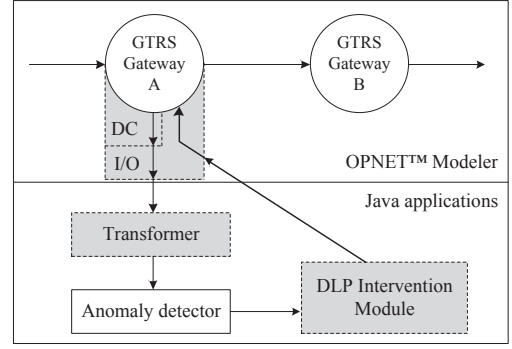 GTRS
Gateway
A
GTRS
Gateway
B
DC
I/O
OPNET™ Modeler
Java applications
Transformer
Anomaly detector
DLP Intervention
Module